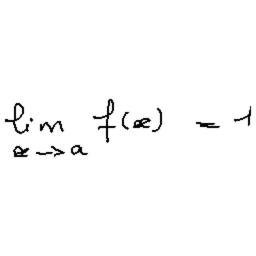 lim f(x) = 1
x→a